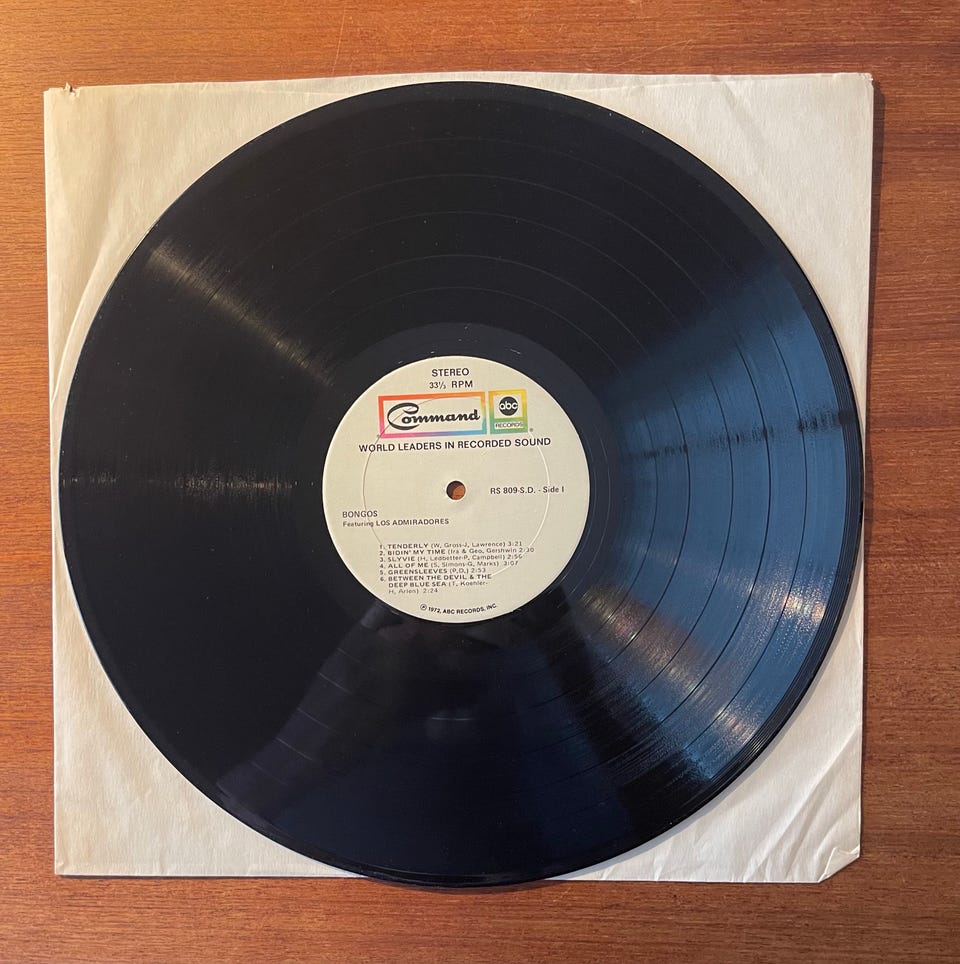 STEREO
33⅓ RPM
Command abc
RECORDS
WORLD LEADERS IN RECORDED SOUND
RS 809-S.D. - Side I
BONGOS
Featuring LOS ADMIRADORES
1. TENDERLY (W, Gross-J, Lawrence) 3:21
2. BIDIN' MY TIME (Ira & Geo, Gershwin 2:30
3. SLYVIE (H, Ledbetter-P, Campbell) 2:56
4. ALL OF ME (S, Simons-G, Marks) 3:07
5. GREENSLEEVES (P,D,) 2:53
6. BETWEEN THE DEVIL & THE
DEEP BLUE SEA (T, Koehler-
H, Arlen) 2:24
Ⓟ 1972, ABC RECORDS, INC.